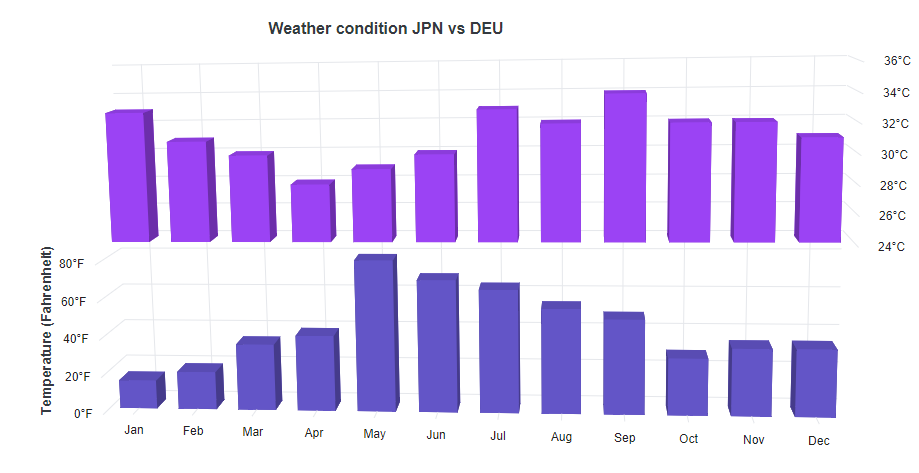 Weather condition JPN vs DEU
36°C
34°C
32°C
30°C
28°C
26°C
24°C
Temperature (Fahrenheit)
80°F
60°F
40°F
20°F
0°F
Jan
Feb
Mar
Apr
May
Jun
Jul
Aug
Sep
Oct
Nov
Dec